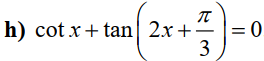 h) cot x + tan(2x + π/3) = 0